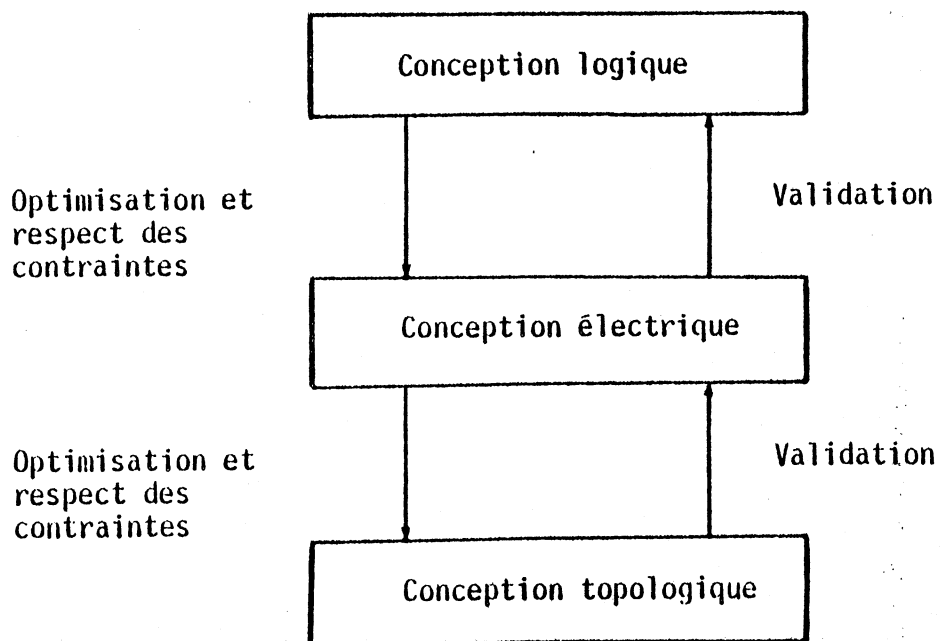 Conception logique
Optimisation et
respect des
contraintes
Validation
Conception électrique
Optimisation et
respect des
contraintes
Validation
Conception topologique